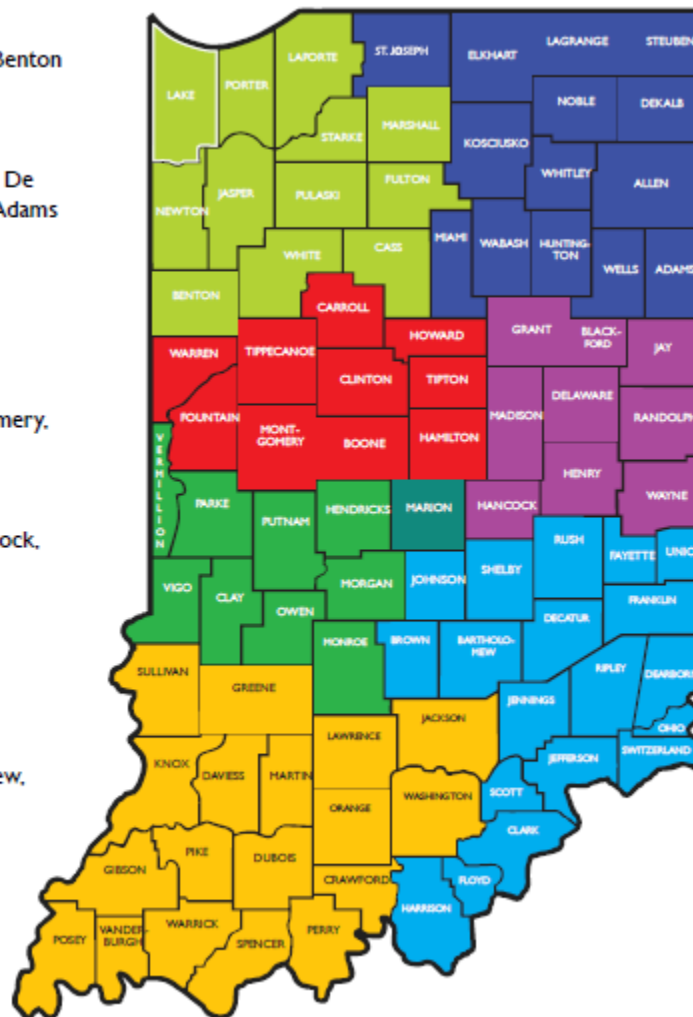 Benton
De
Adams
mery,
ock,
ew,
ST. JOSEPH
ELKHART
LAGRANGE
STEUBEN
LAKE
PORTER
LAPORTE
NOBLE
DEKALB
STARKE
MARSHALL
KOSCIUSKO
WHITLEY
ALLEN
NEWTON
JASPER
PULASKI
FULTON
MIAMI
WABASH
HUNTING-
TON
WELLS
ADAMS
WHITE
CASS
BENTON
CARROLL
WARREN
TIPPECANOE
HOWARD
GRANT
BLACK-
FORD
JAY
CLINTON
TIPTON
DELAWARE
FOUNTAIN
MADISON
RANDOLPH
MONT-
GOMERY
BOONE
HAMILTON
VERMILLION
HENRY
WAYNE
PARKE
PUTNAM
HENDRICKS
MARION
HANCOCK
RUSH
FAYETTE
UNIO
VIGO
CLAY
MORGAN
JOHNSON
SHELBY
OWEN
FRANKLIN
DECATUR
MONROE
BROWN
BARTHOLO-
MEW
RIPLEY
DEARBORN
SULLIVAN
GREENE
JENNINGS
JACKSON
OHIO
LAWRENCE
SWITZERLAND
JEFFERSON
KNOX
DAVIESS
MARTIN
ORANGE
WASHINGTON
SCOTT
CLARK
PIKE
DUBOIS
GIBSON
CRAWFORD
FLOYD
HARRISON
POSEY
VANDER-
BURGH
WARRICK
SPENCER
PERRY